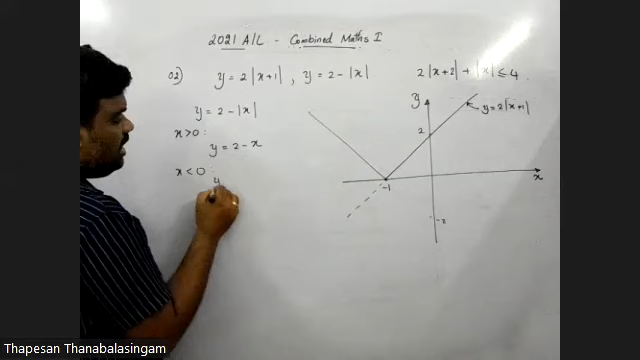 2021 A/L - Combined Maths I
02) y = 2|x+1| , y = 2-|x| 2|x+2| + |x| ≤ 4.
y = 2-|x|
x>0:
y = 2-x
x<0:
y
y
y=2|x+1|
2
-1
x
-2
Thapesan Thanabalasingam